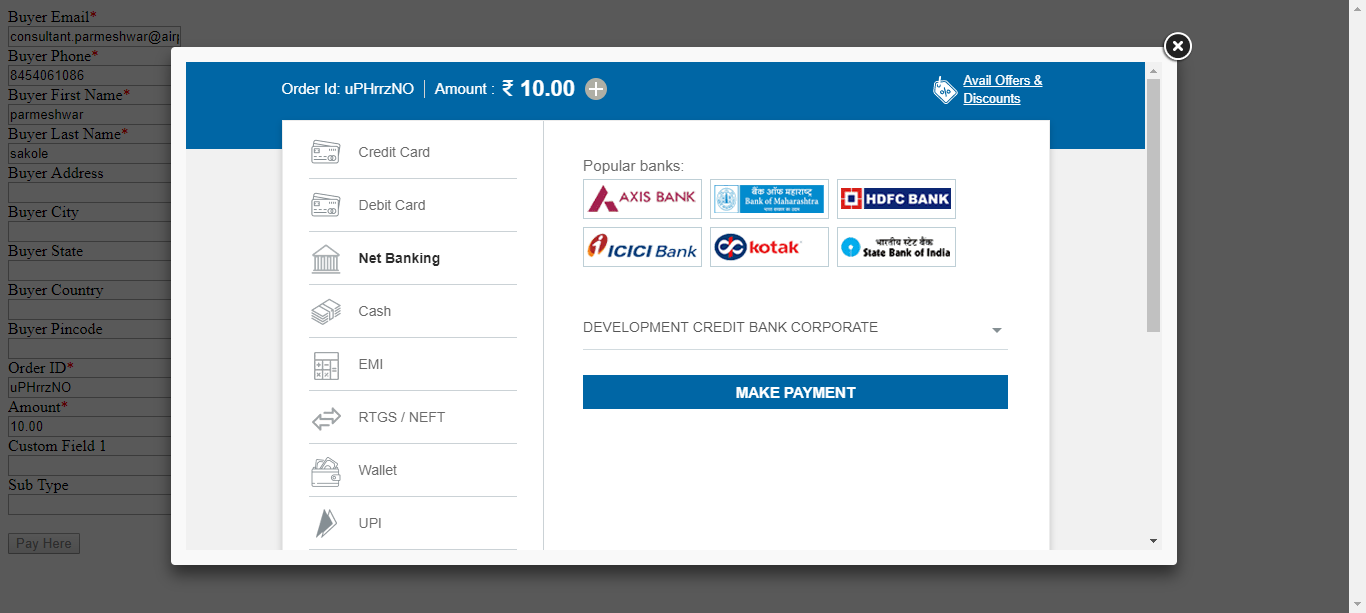 Buyer Email*
consultant.parmeshwar@air
Buyer Phone*
8454061086
Buyer First Name*
parmeshwar
Buyer Last Name*
sakole
Buyer Address
Buyer City
Buyer State
Buyer Country
Buyer Pincode
Order ID*
uPHrrzNO
Amount*
10.00
Custom Field 1
Sub Type
Pay Here
Order Id: uPHrrzNO | Amount : ₹ 10.00
Avail Offers &
Discounts
Credit Card
Debit Card
Net Banking
Cash
EMI
RTGS / NEFT
Wallet
UPI
Popular banks:
AXIS BANK
बैंक ऑफ महाराष्ट्र
Bank of Maharashtra
HDFC BANK
ICICI Bank
kotak
भारतीय स्टेट बैंक
State Bank of India
DEVELOPMENT CREDIT BANK CORPORATE
MAKE PAYMENT